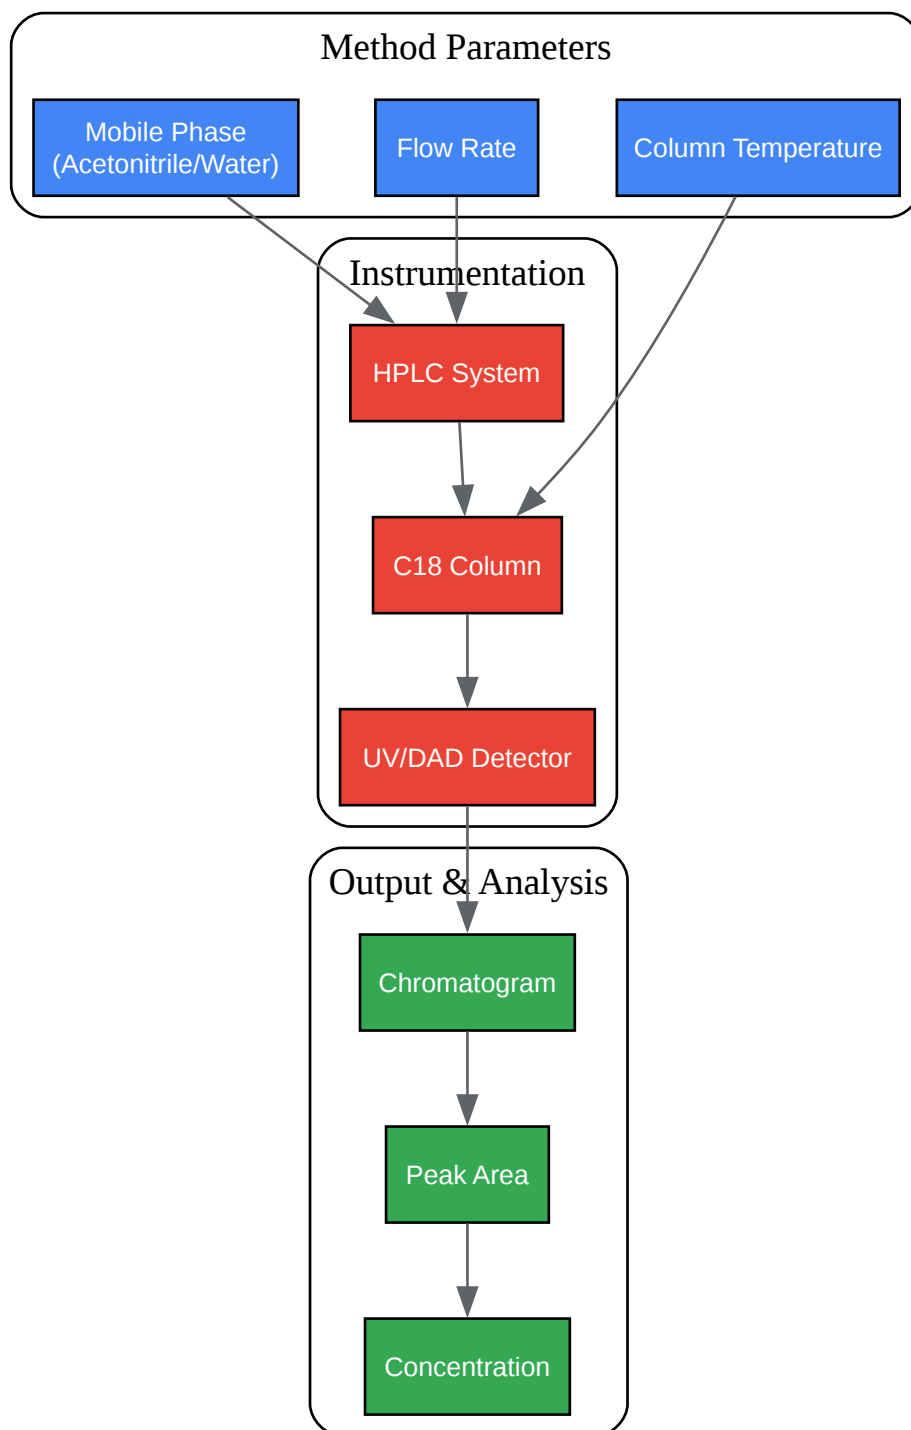 Method Parameters
Mobile Phase
(Acetonitrile/Water)
Flow Rate
Column Temperature
Instrumentation
HPLC System
C18 Column
UV/DAD Detector
Output & Analysis
Chromatogram
Peak Area
Concentration